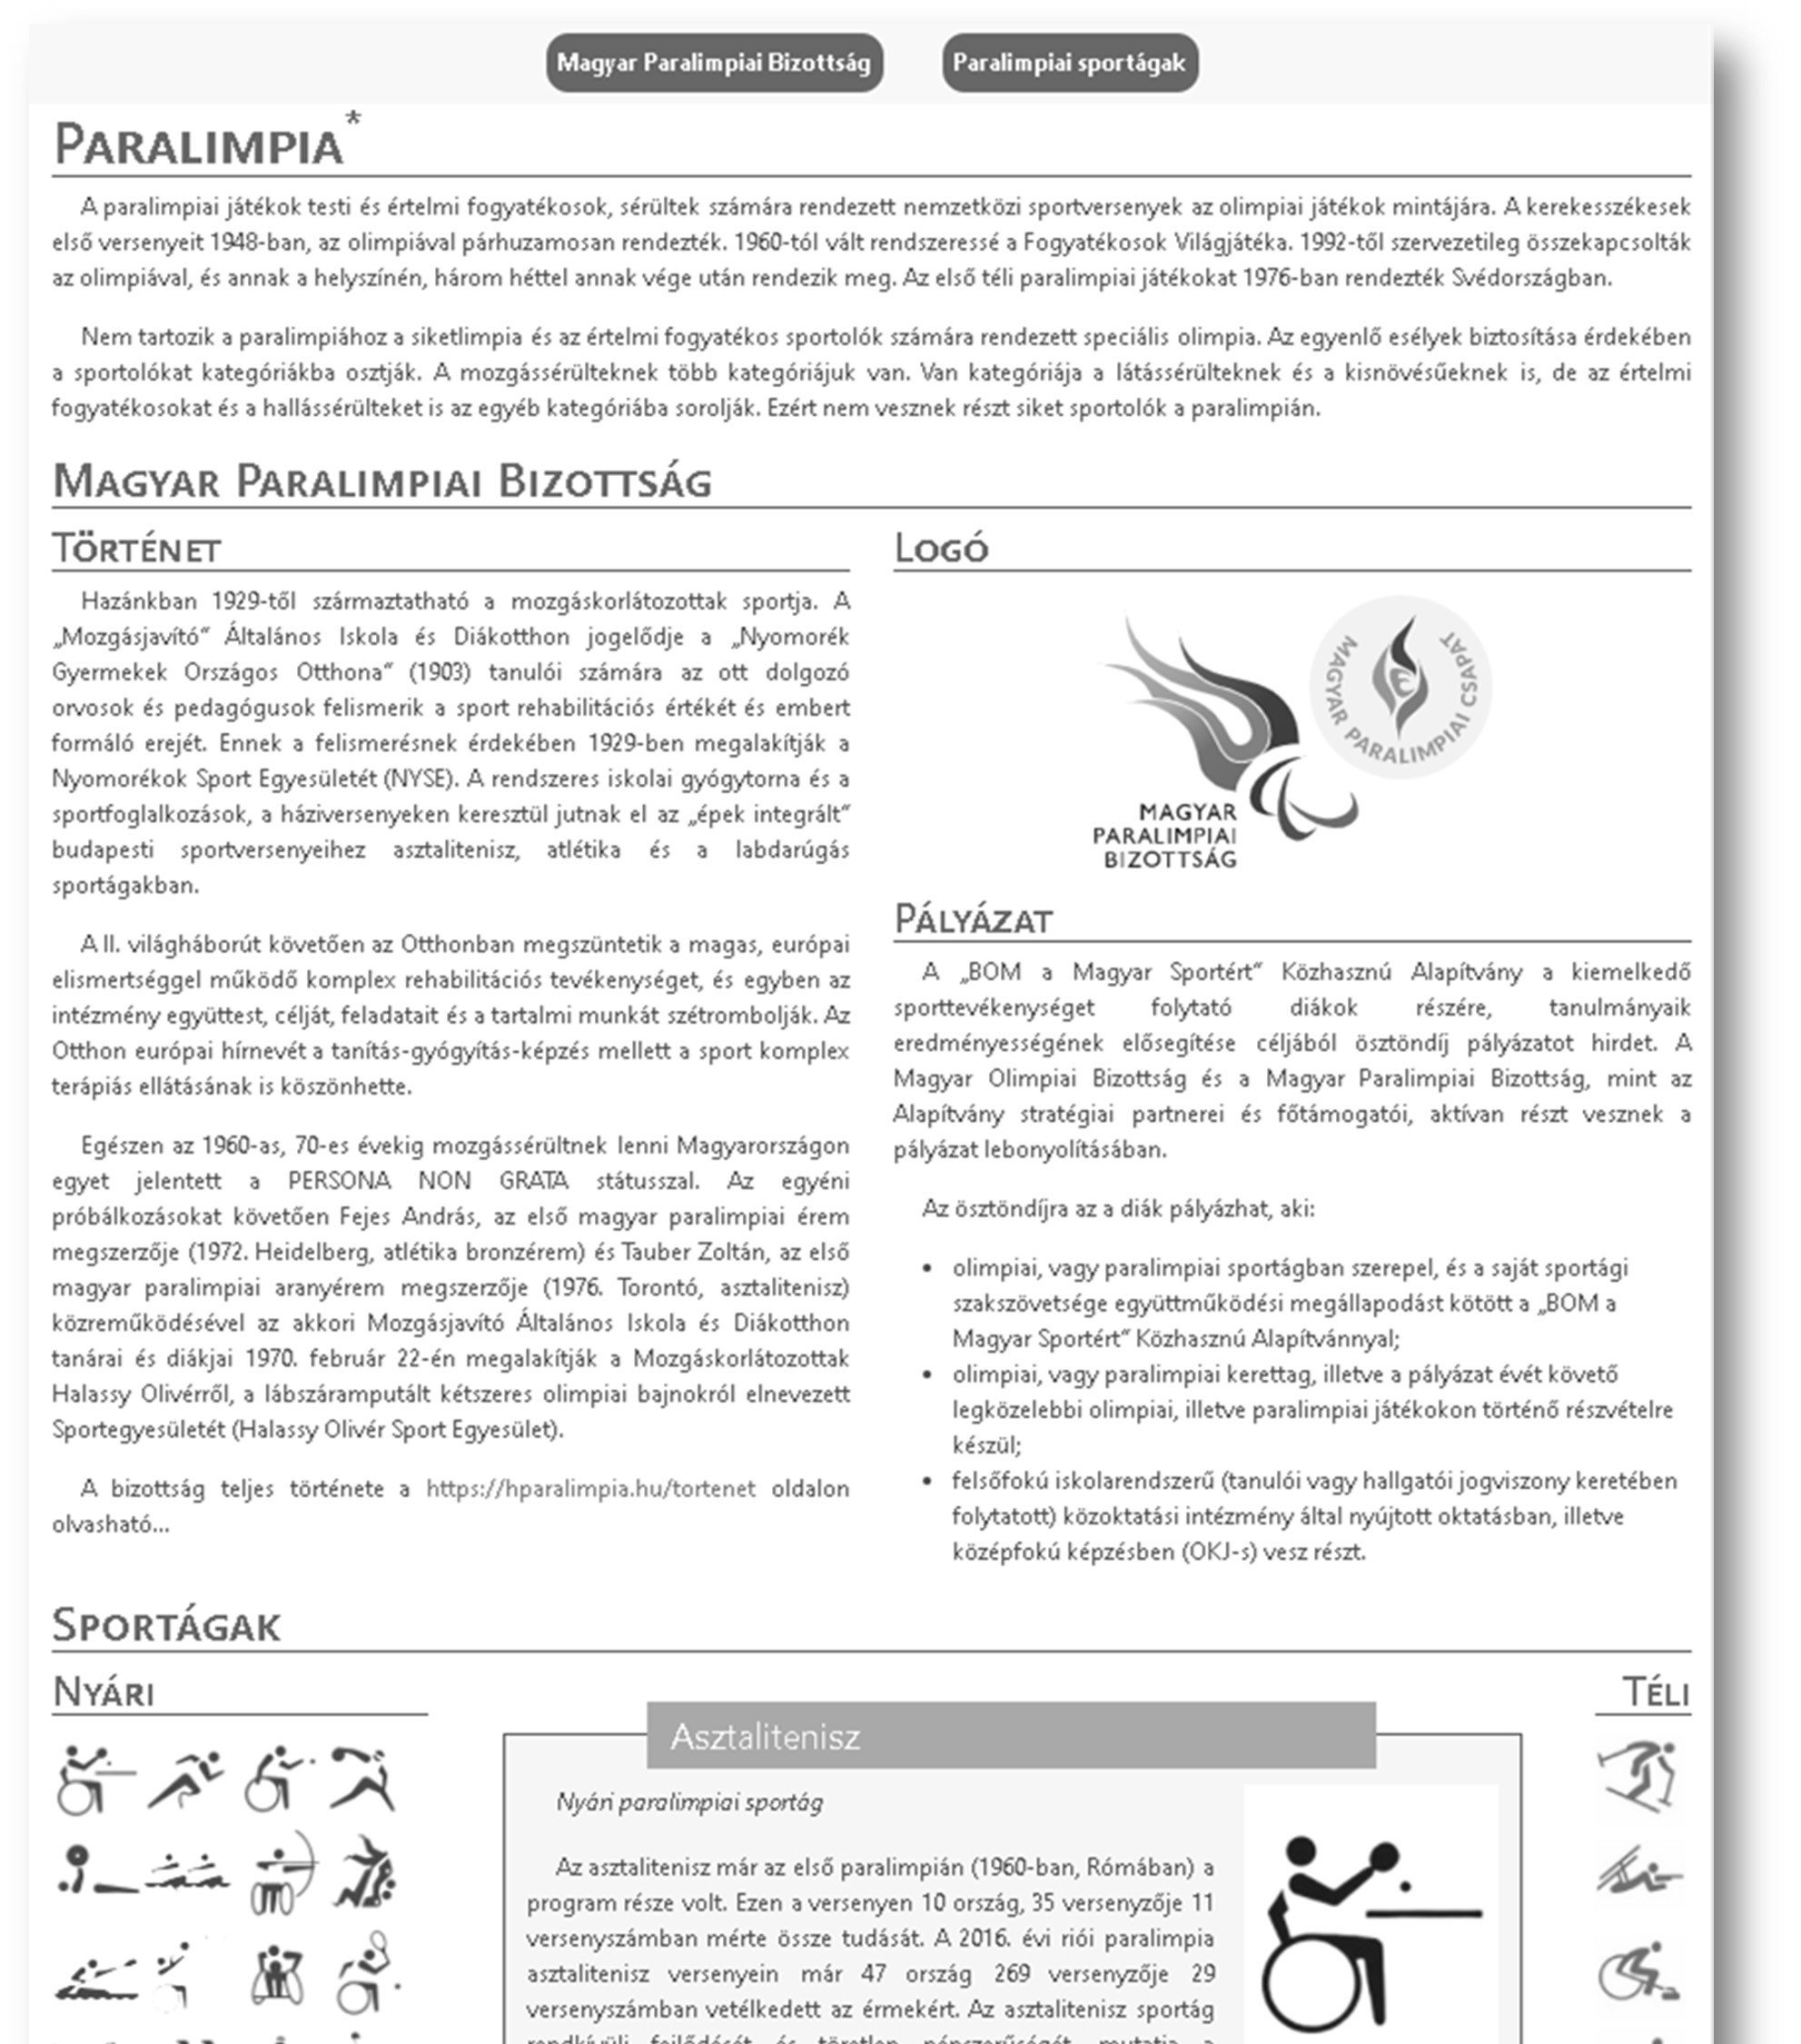 Magyar Paralimpiai Bizottság
Paralimpiai sportágak
PARALIMPIA*
A paralimpiai játékok testi és értelmi fogyatékosok, sérültek számára rendezett nemzetközi sportversenyek az olimpiai játékok mintájára. A kerekesszékesek
első versenyeit 1948-ban, az olimpiával párhuzamosan rendezték. 1960-tól vált rendszeressé a Fogyatékosok Világjátéka. 1992-től szervezetileg összekapcsolták
az olimpiával, és annak a helyszínén, három héttel annak vége után rendezik meg. Az első téli paralimpiai játékokat 1976-ban rendezték Svédországban.
Nem tartozik a paralimpiához a siketlimpia és az értelmi fogyatékos sportolók számára rendezett speciális olimpia. Az egyenlő esélyek biztosítása érdekében
a sportolókat kategóriákba osztják. A mozgássérülteknek több kategóriájuk van. Van kategóriája a látássérülteknek és a kisnövésűeknek is, de az értelmi
fogyatékosokat és a hallássérülteket is az egyéb kategóriába sorolják. Ezért nem vesznek részt siket sportolók a paralimpián.
MAGYAR PARALIMPIAI BIZOTTSÁG
TÖRTÉNET
Hazánkban 1929-től származtatható a mozgáskorlátozottak sportja. A
„Mozgásjavító“ Általános Iskola és Diákotthon jogelődje a „Nyomorék
Gyermekek Országos Otthona“ (1903) tanulói számára az ott dolgozó
orvosok és pedagógusok felismerik a sport rehabilitációs értékét és embert
formáló erejét. Ennek a felismerésnek érdekében 1929-ben megalakítják a
Nyomorékok Sport Egyesületét (NYSE). A rendszeres iskolai gyógytorna és a
sportfoglalkozások, a háziversenyeken keresztül jutnak el az „épek integrált“
budapesti sportversenyeihez asztalitenisz, atlétika és a labdarúgás
sportágakban.
A II. világháborút követően az Otthonban megszüntetik a magas, európai
elismertséggel működő komplex rehabilitációs tevékenységet, és egyben az
intézmény együttest, célját, feladatait és a tartalmi munkát szétrombolják. Az
Otthon európai hírnevét a tanítás-gyógyítás-képzés mellett a sport komplex
terápiás ellátásának is köszönhette.
Egészen az 1960-as, 70-es évekig mozgássérültnek lenni Magyarországon
egyet jelentett a PERSONA NON GRATA státusszal. Az egyéni
próbálkozásokat követően Fejes András, az első magyar paralimpiai érem
megszerzője (1972. Heidelberg, atlétika bronzérem) és Tauber Zoltán, az első
magyar paralimpiai aranyérem megszerzője (1976. Torontó, asztalitenisz)
közreműködésével az akkori Mozgásjavító Általános Iskola és Diákotthon
tanárai és diákjai 1970. február 22-én megalakítják a Mozgáskorlátozottak
Halassy Olivérről, a lábszáramputált kétszeres olimpiai bajnokról elnevezett
Sportegyesületét (Halassy Olivér Sport Egyesület).
A bizottság teljes története a https://hparalimpia.hu/tortenet oldalon
olvasható...
LOGÓ
MAGYAR PARALIMPIAI CSAPAT
MAGYAR
PARALIMPIAI
BIZOTTSÁG
PÁLYÁZAT
A „BOM a Magyar Sportért“ Közhasznú Alapítvány a kiemelkedő
sporttevékenységet folytató diákok részére, tanulmányaik
eredményességének elősegítése céljából ösztöndíj pályázatot hirdet. A
Magyar Olimpiai Bizottság és a Magyar Paralimpiai Bizottság, mint az
Alapítvány stratégiai partnerei és főtámogatói, aktívan részt vesznek a
pályázat lebonyolításában.
Az ösztöndíjra az a diák pályázhat, aki:
• olimpiai, vagy paralimpiai sportágban szerepel, és a saját sportági
szakszövetsége együttműködési megállapodást kötött a „BOM a
Magyar Sportért“ Közhasznú Alapítvánnyal;
• olimpiai, vagy paralimpiai kerettag, illetve a pályázat évét követő
legközelebbi olimpiai, illetve paralimpiai játékokon történő részvételre
készül;
• felsőfokú iskolarendszerű (tanulói vagy hallgatói jogviszony keretében
folytatott) közoktatási intézmény által nyújtott oktatásban, illetve
középfokú képzésben (OKJ-s) vesz részt.
SPORTÁGAK
NYÁRI
Asztalitenisz
Nyári paralimpiai sportág
Az asztalitenisz már az első paralimpián (1960-ban, Rómában) a
program része volt. Ezen a versenyen 10 ország, 35 versenyzője 11
versenyszámban mérte össze tudását. A 2016. évi riói paralimpia
asztalitenisz versenyein már 47 ország 269 versenyzője 29
versenyszámban vetélkedett az érmekért. Az asztalitenisz sportág
TÉLI